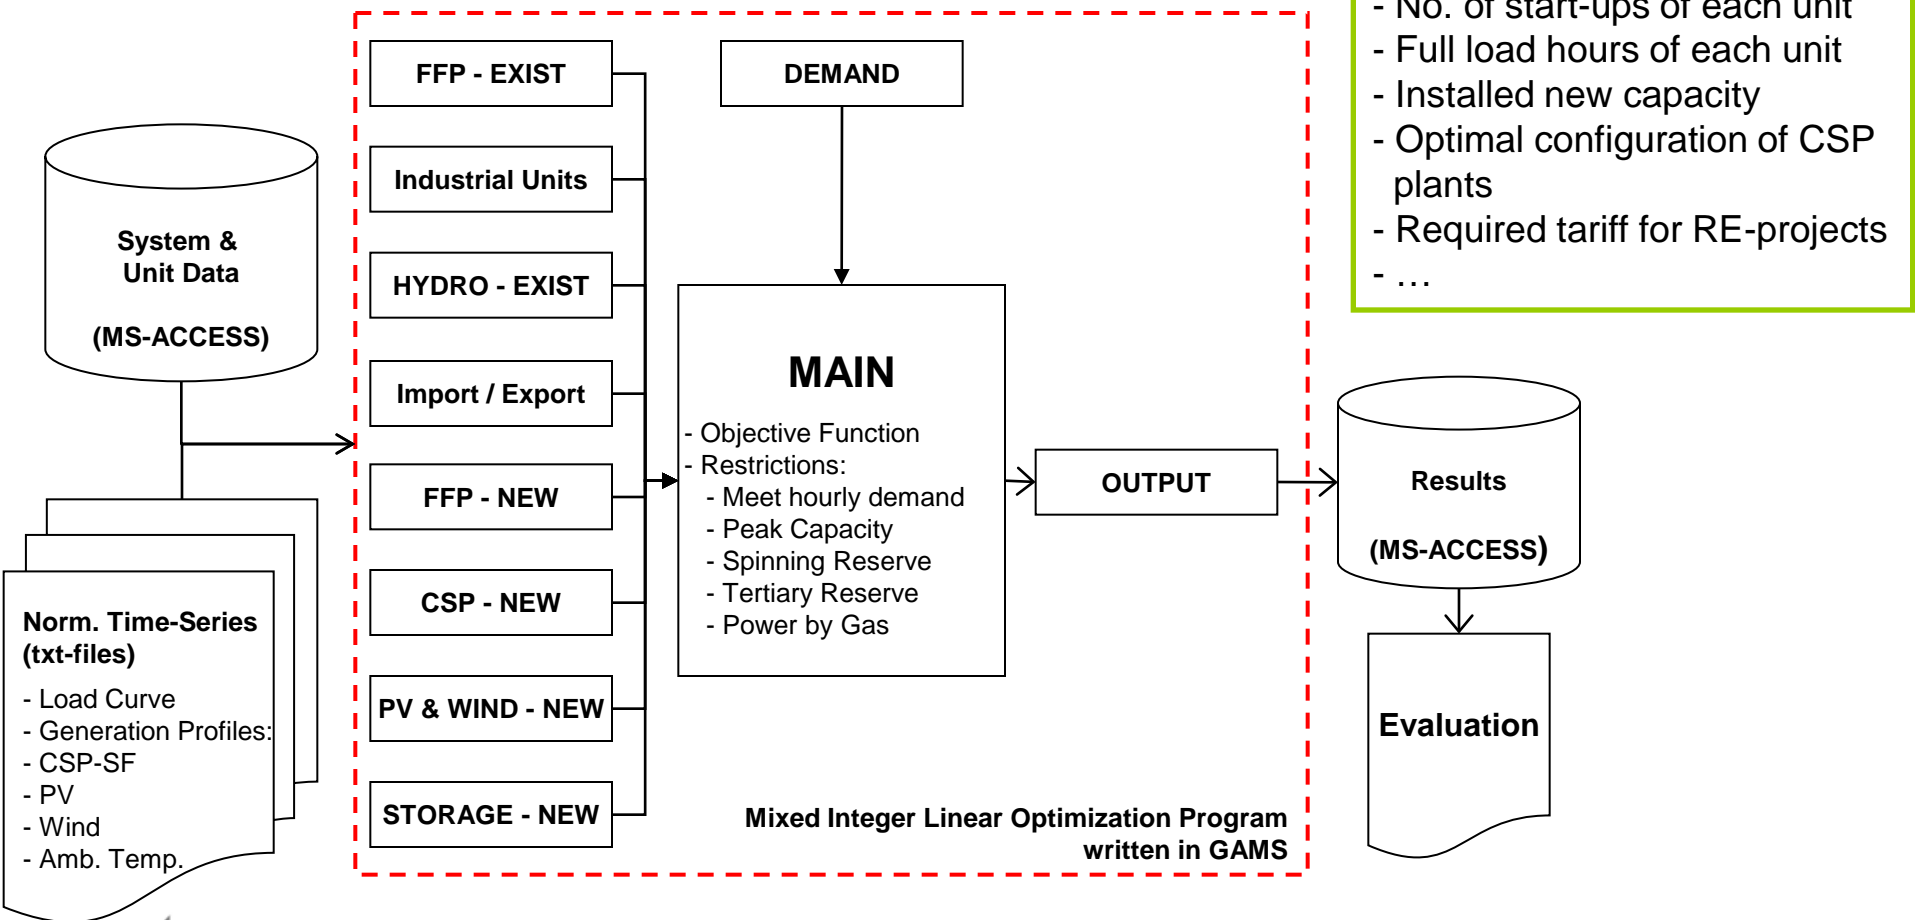 System &
Unit Data
(MS-ACCESS)
Norm. Time-Series
(txt-files)
- Load Curve
- Generation Profiles:
- CSP-SF
- PV
- Wind
- Amb. Temp.
FFP - EXIST
Industrial Units
HYDRO - EXIST
Import / Export
FFP - NEW
CSP - NEW
PV & WIND - NEW
STORAGE - NEW
DEMAND
MAIN
- Objective Function
- Restrictions:
- Meet hourly demand
- Peak Capacity
- Spinning Reserve
- Tertiary Reserve
- Power by Gas
OUTPUT
Mixed Integer Linear Optimization Program
written in GAMS
- No. of start-ups of each unit
- Full load hours of each unit
- Installed new capacity
- Optimal configuration of CSP
plants
- Required tariff for RE-projects
- …
Results
(MS-ACCESS)
Evaluation